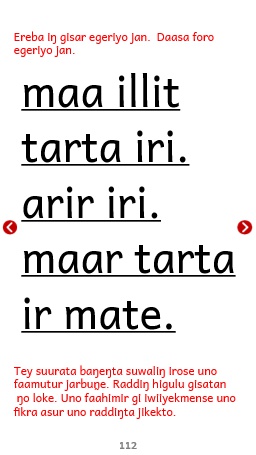 Ereba iŋ gisar egeriyo jan.  Daasa foro
egeriyo jan.
maa illit
tarta iri.
arir iri.
maar tarta
ir mate.
Tey suurata baŋeŋta suwaliŋ irose uno
faamutur jarbuŋe. Raddiŋ higulu gisatan
ŋo loke. Uno faahimir gi iwiiyekmense uno
fikra asur uno raddiŋta jikekto.
112